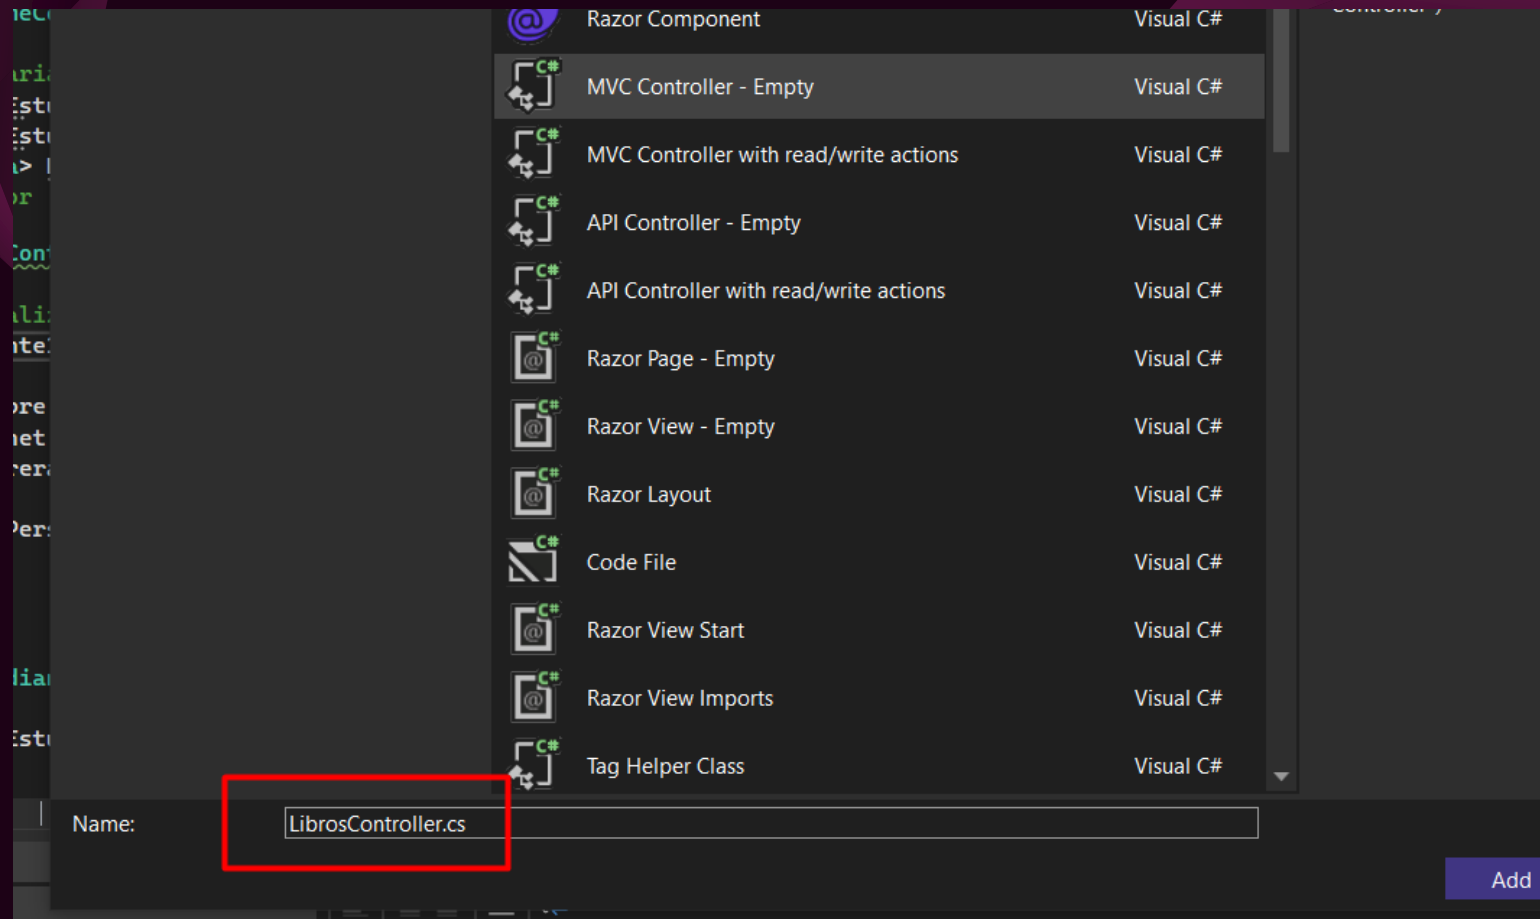 Razor Component Visual C#
MVC Controller - Empty Visual C#
MVC Controller with read/write actions Visual C#
API Controller - Empty Visual C#
API Controller with read/write actions Visual C#
Razor Page - Empty Visual C#
Razor View - Empty Visual C#
Razor Layout Visual C#
Code File Visual C#
Razor View Start Visual C#
Razor View Imports Visual C#
Tag Helper Class Visual C#
Name: LibrosController.cs
Add